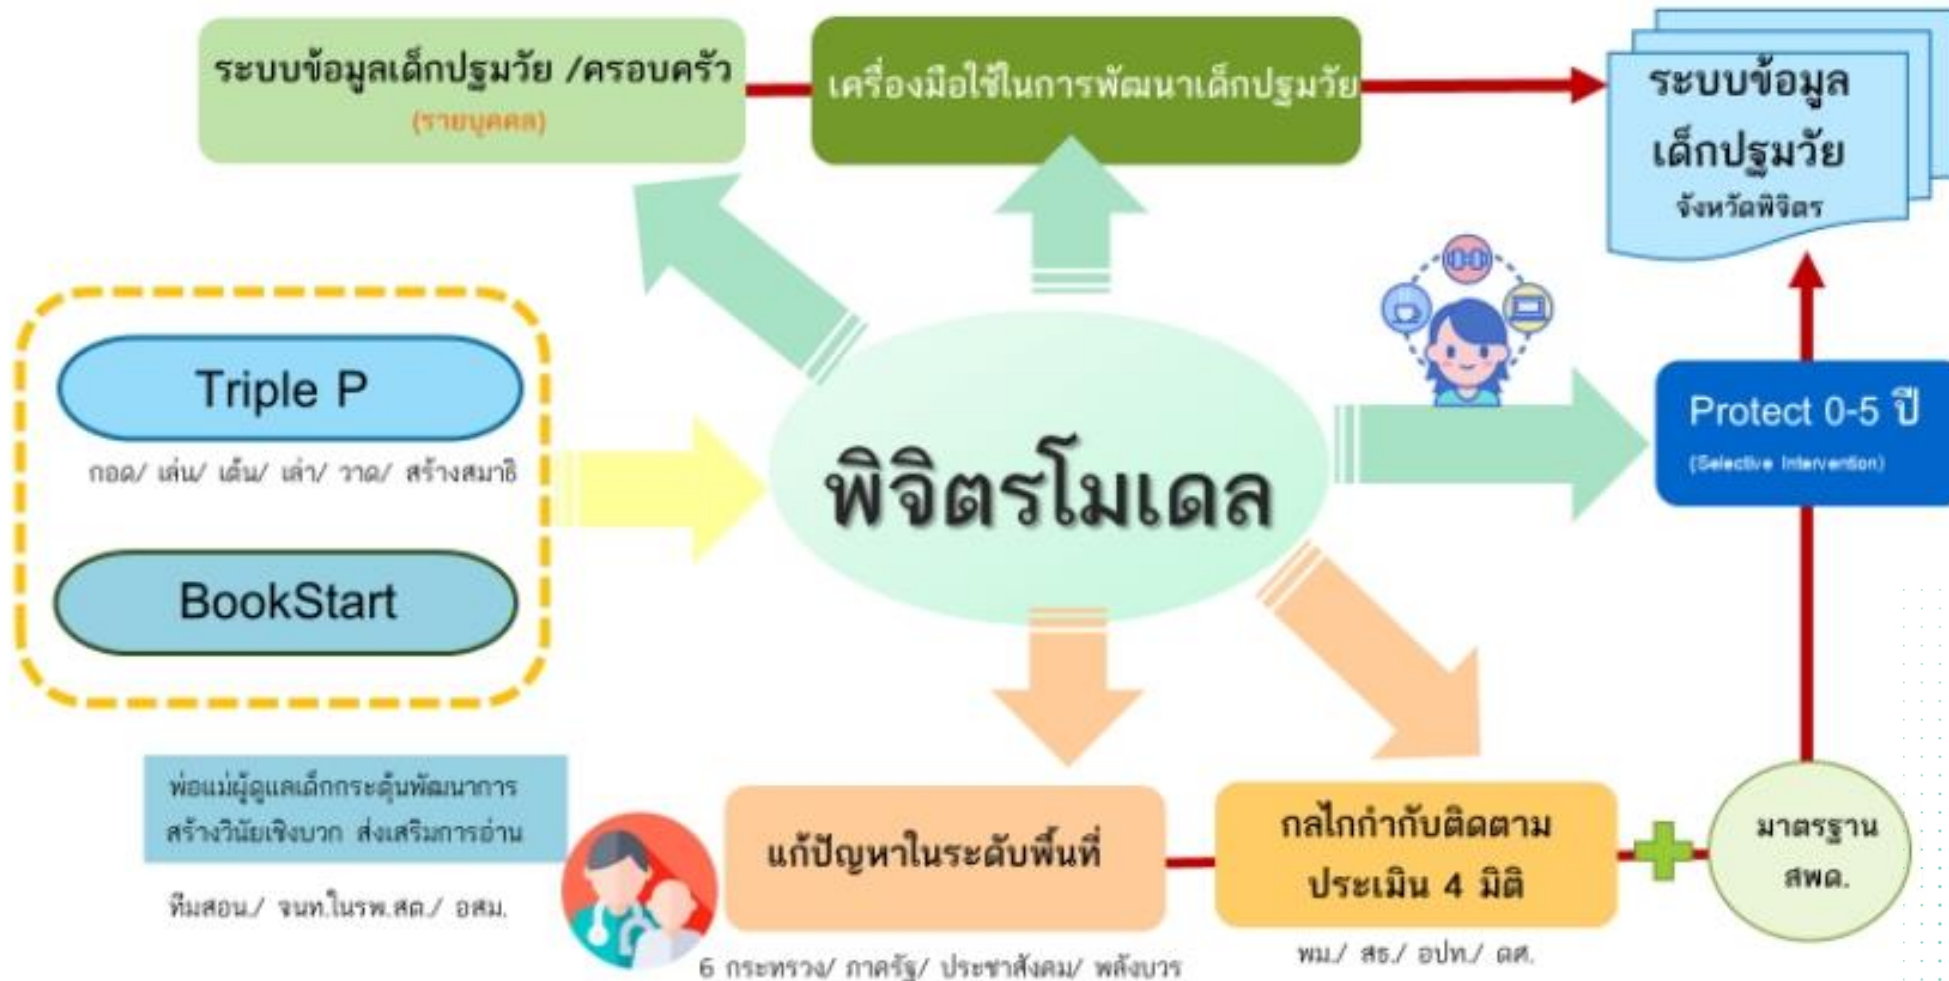 ระบบข้อมูลเด็กปฐมวัย /ครอบครัว
(รายบุคคล)
เครื่องมือใช้ในการพัฒนาเด็กปฐมวัย
ระบบข้อมูล
เด็กปฐมวัย
จังหวัดพิจิตร
Triple P
กอด/ เล่น/ เต้น/ เล่า/ วาด/ สร้างสมาธิ
BookStart
พิจิตรโมเดล
Protect 0-5 ปี
(Selective Intervention)
พ่อแม่ผู้ดูแลเด็กกระตุ้นพัฒนาการ
สร้างวินัยเชิงบวก ส่งเสริมการอ่าน
ทีมสอน./ จนท.ในรพ.สต./ อสม.
แก้ปัญหาในระดับพื้นที่
6 กระทรวง/ ภาครัฐ/ ประชาสังคม/ พลังบวร
กลไกกำกับติดตาม
ประเมิน 4 มิติ
พม./ สธ./ อปท./ ดศ.
มาตรฐาน
สพด.